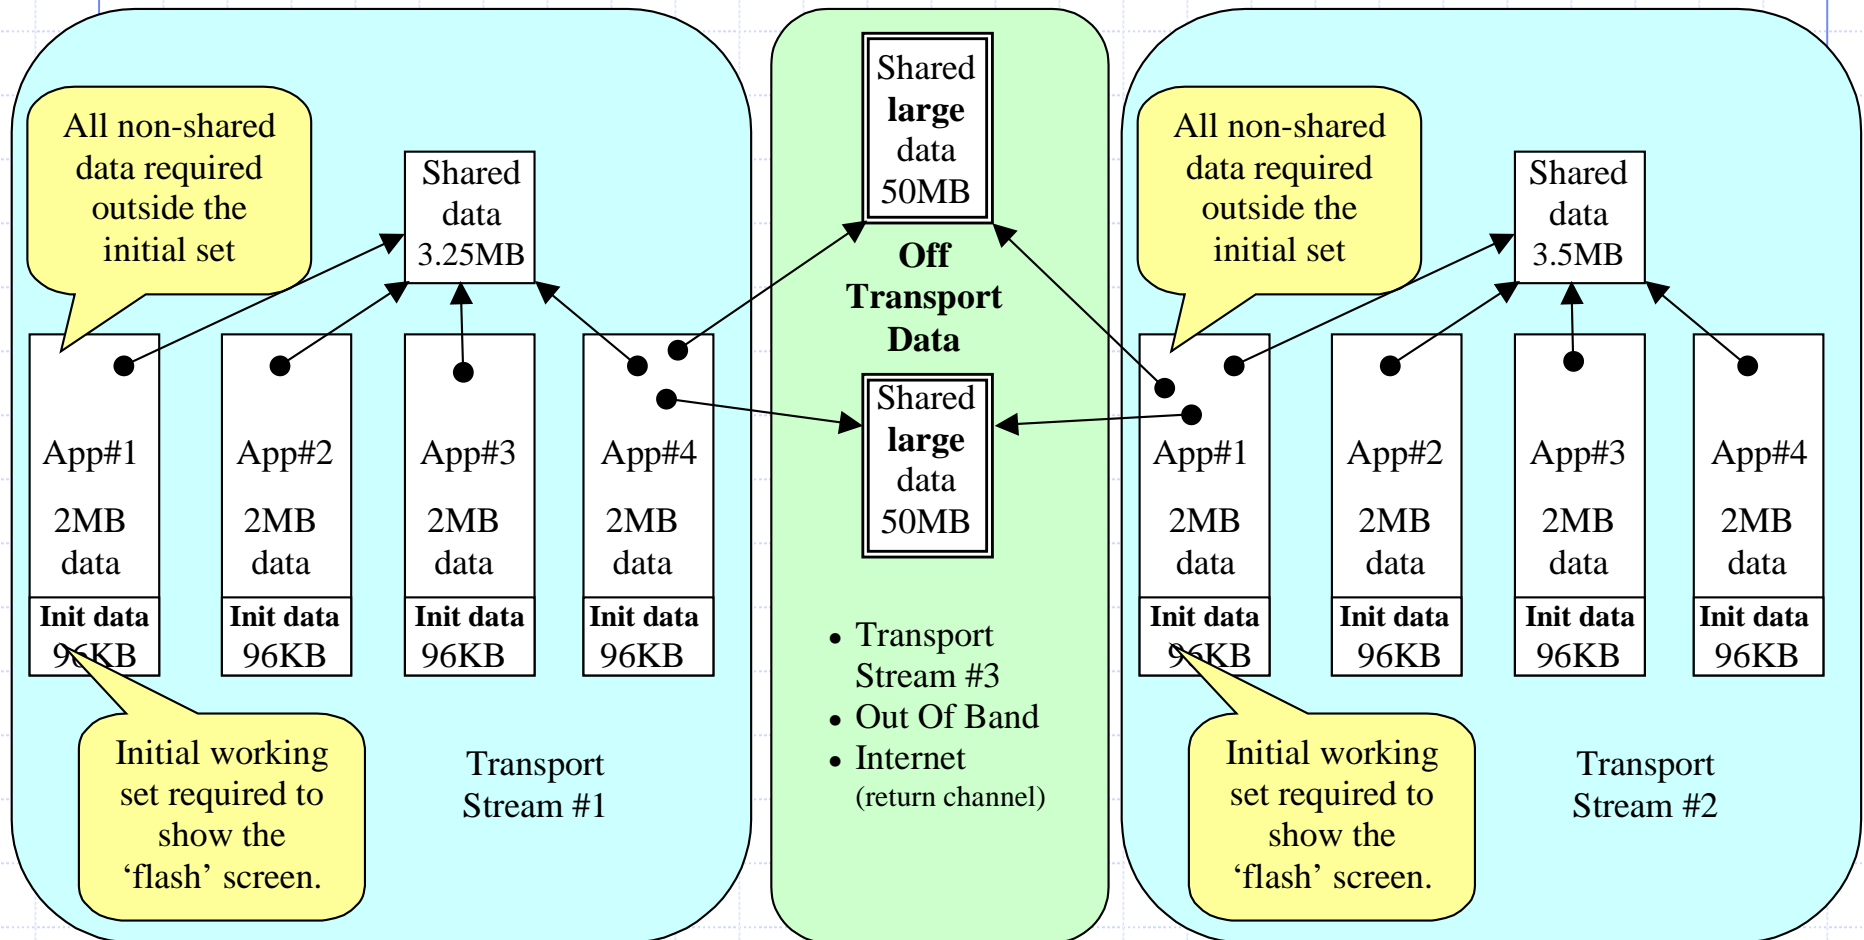 All non-shared
data required
outside the
initial set
Shared
data
3.25MB
App#1
2MB
data
Init data
96KB
App#2
2MB
data
Init data
96KB
App#3
2MB
data
Init data
96KB
App#4
2MB
data
Init data
96KB
Initial working
set required to
show the
‘flash’ screen.
Transport
Stream #1
Shared
large
data
50MB
Off
Transport
Data
Shared
large
data
50MB
• Transport
Stream #3
• Out Of Band
• Internet
(return channel)
All non-shared
data required
outside the
initial set
Shared
data
3.5MB
App#1
2MB
data
Init data
96KB
App#2
2MB
data
Init data
96KB
App#3
2MB
data
Init data
96KB
App#4
2MB
data
Init data
96KB
Initial working
set required to
show the
‘flash’ screen.
Transport
Stream #2